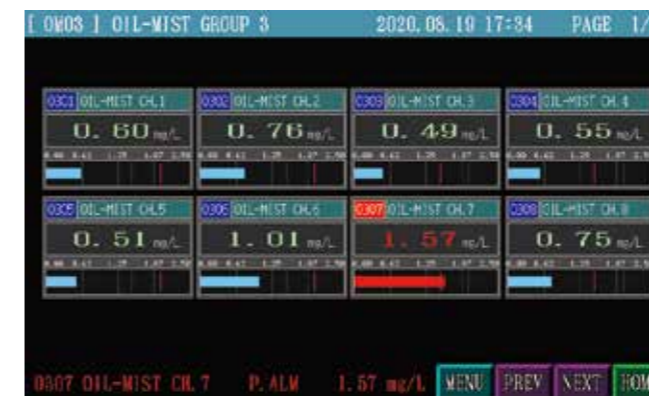 [ OM03 ] OIL-MIST GROUP 3 2020.08.19 17:34 PAGE 1/
0301 OIL-MIST CH.1 0302 OIL-MIST CH.2 0303 OIL-MIST CH.3 0304 OIL-MIST CH.4
0.60 mg/L 0.76 mg/L 0.49 mg/L 0.55 mg/L
0305 OIL-MIST CH.5 0306 OIL-MIST CH.6 0307 OIL-MIST CH.7 0308 OIL-MIST CH.8
0.51 mg/L 1.01 mg/L 1.57 mg/L 0.75 mg/L
0307 OIL-MIST CH.7 P.ALM 1.57 mg/L MENU PREV NEXT HOM